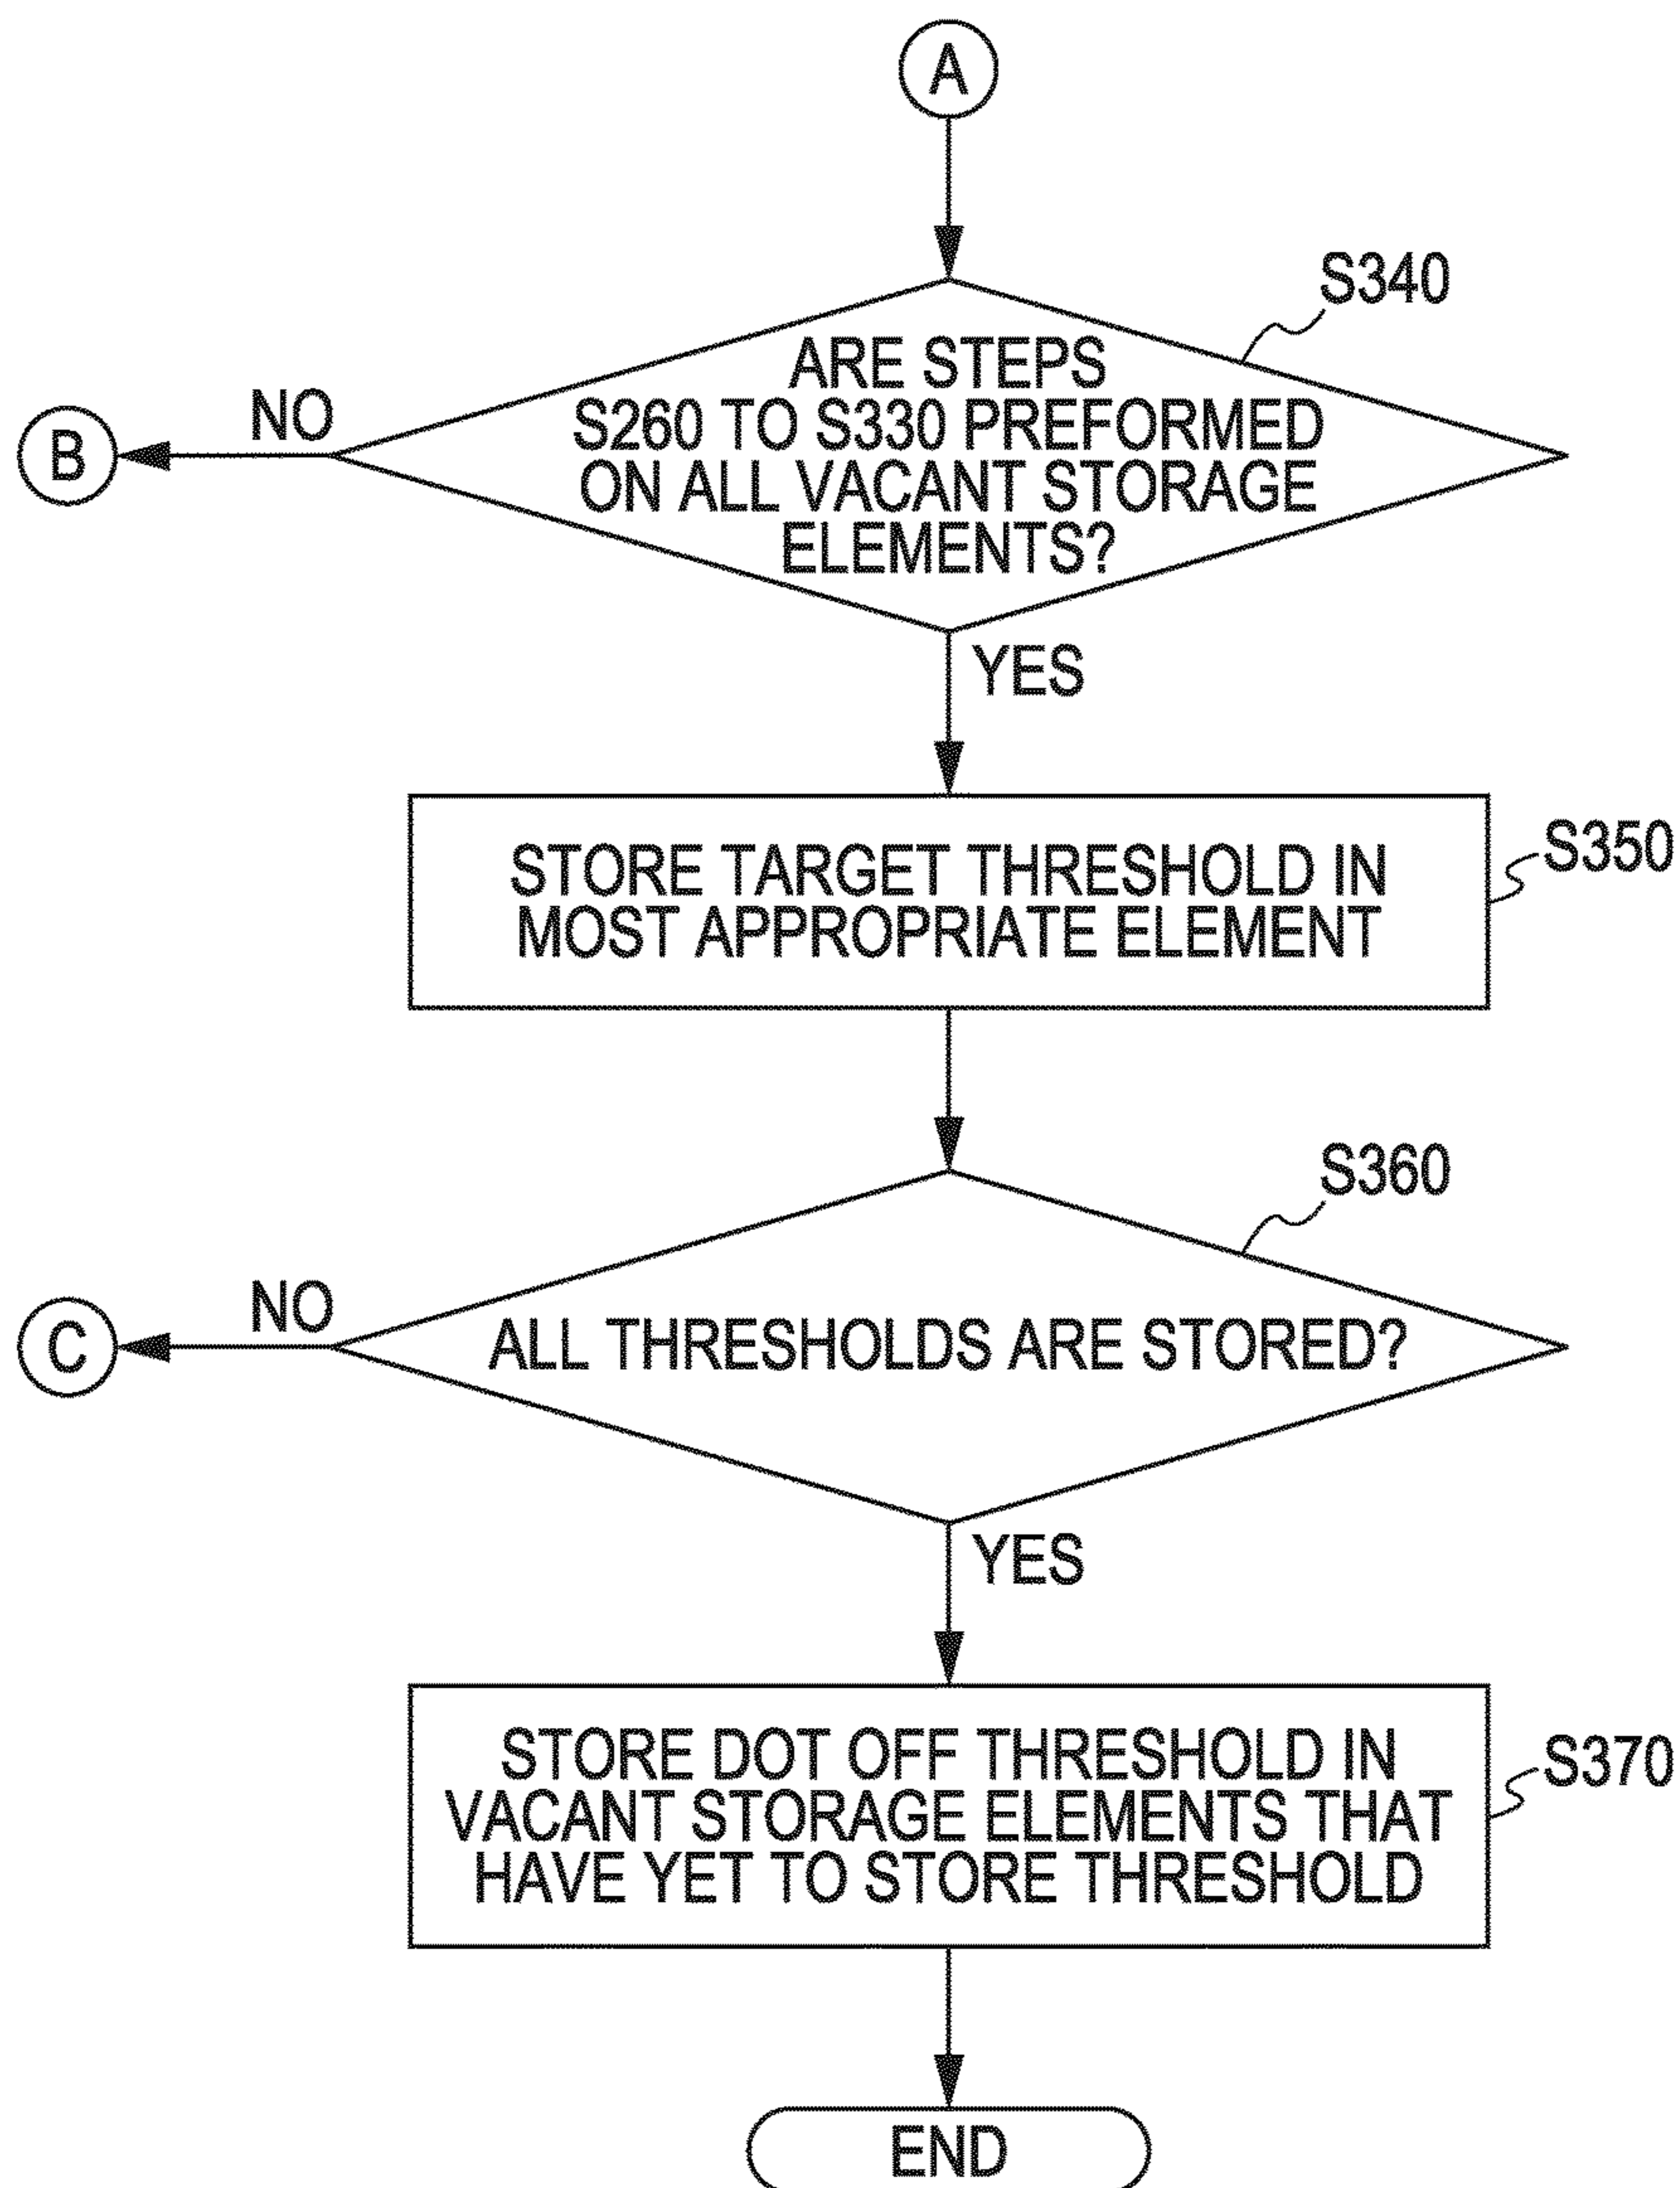 A
S340
ARE STEPS
S260 TO S330 PREFORMED
ON ALL VACANT STORAGE
ELEMENTS?
NO
B
YES
S350
STORE TARGET THRESHOLD IN
MOST APPROPRIATE ELEMENT
S360
ALL THRESHOLDS ARE STORED?
NO
C
YES
S370
STORE DOT OFF THRESHOLD IN
VACANT STORAGE ELEMENTS THAT
HAVE YET TO STORE THRESHOLD
END